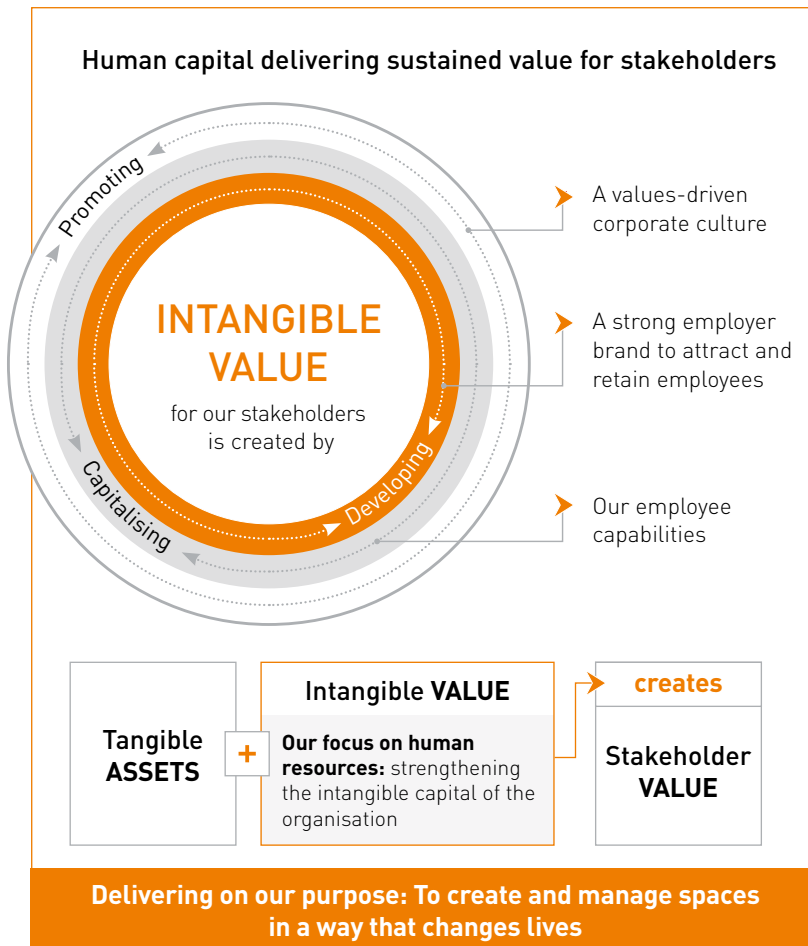 Human capital delivering sustained value for stakeholders
Promoting
A values-driven
corporate culture
INTANGIBLE
VALUE
for our stakeholders
is created by
A strong employer
brand to attract and
retain employees
Developing
Capitalising
Our employee
capabilities
Tangible
ASSETS
+
Intangible VALUE
Our focus on human
resources: strengthening
the intangible capital of the
organisation
creates
Stakeholder
VALUE
Delivering on our purpose: To create and manage spaces
in a way that changes lives